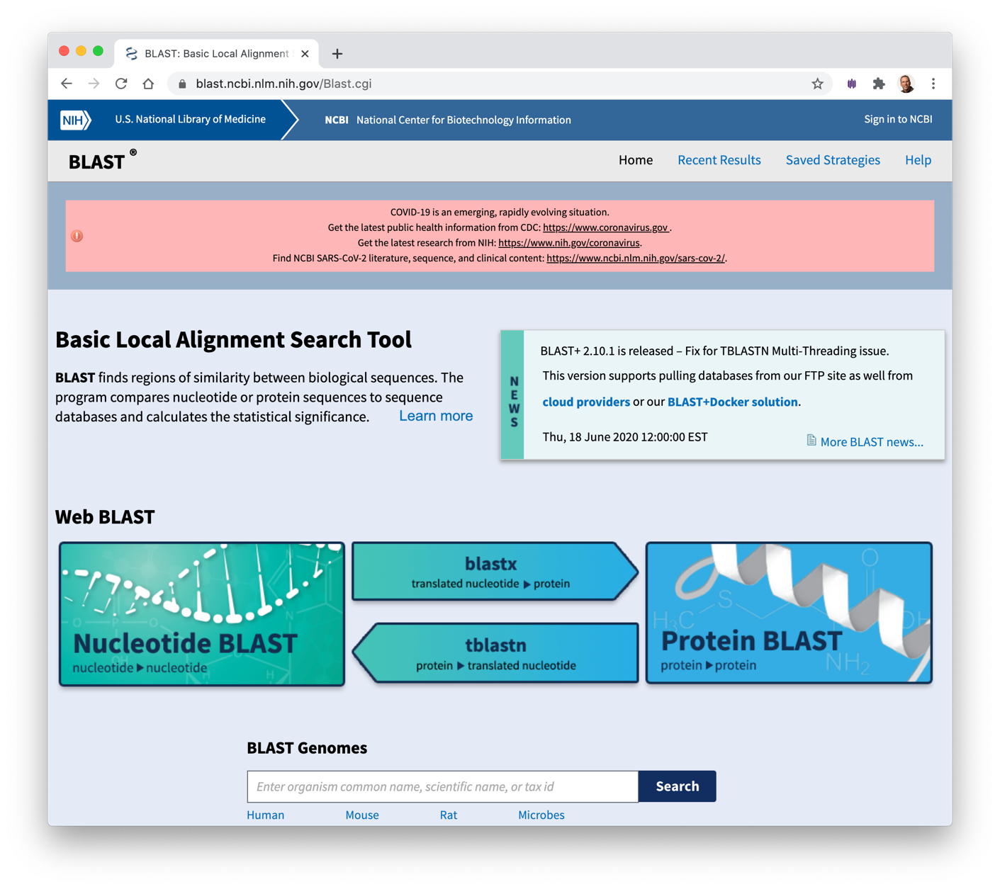 BLAST: Basic Local Alignment
blast.ncbi.nlm.nih.gov/Blast.cgi
NIH U.S. National Library of Medicine NCBI National Center for Biotechnology Information Sign in to NCBI
BLAST ® Home Recent Results Saved Strategies Help
COVID-19 is an emerging, rapidly evolving situation.
Get the latest public health information from CDC: https://www.coronavirus.gov .
Get the latest research from NIH: https://www.nih.gov/coronavirus.
Find NCBI SARS-CoV-2 literature, sequence, and clinical content: https://www.ncbi.nlm.nih.gov/sars-cov-2/.
Basic Local Alignment Search Tool
BLAST finds regions of similarity between biological sequences. The
program compares nucleotide or protein sequences to sequence
databases and calculates the statistical significance. Learn more
NEWS
BLAST+ 2.10.1 is released – Fix for TBLASTN Multi-Threading issue.
This version supports pulling databases from our FTP site as well from
cloud providers or our BLAST+Docker solution.
Thu, 18 June 2020 12:00:00 EST
More BLAST news...
Web BLAST
Nucleotide BLAST
nucleotide ▶ nucleotide
blastx
translated nucleotide ▶ protein
tblastn
protein ▶ translated nucleotide
O
S
H₃C
OH
NH₂
Protein BLAST
protein ▶ protein
BLAST Genomes
Enter organism common name, scientific name, or tax id Search
Human Mouse Rat Microbes